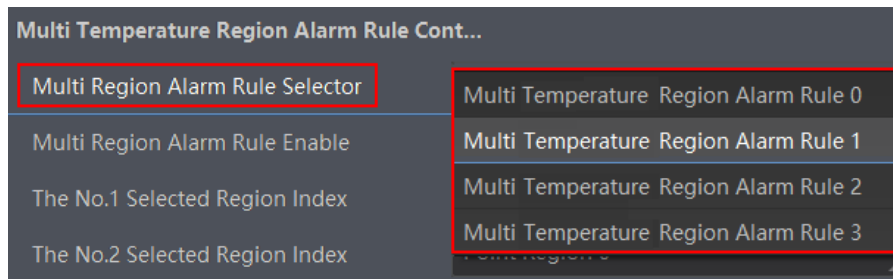 Multi Temperature Region Alarm Rule Cont...
Multi Region Alarm Rule Selector
Multi Temperature Region Alarm Rule 0
Multi Region Alarm Rule Enable
Multi Temperature Region Alarm Rule 1
The No.1 Selected Region Index
Multi Temperature Region Alarm Rule 2
The No.2 Selected Region Index
Multi Temperature Region Alarm Rule 3